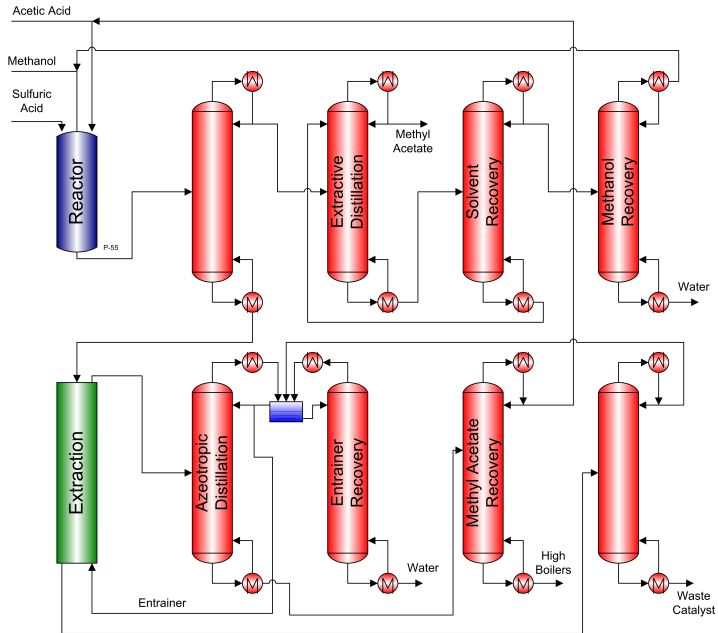 Acetic Acid
Methanol
Sulfuric
Acid
Reactor
P-55
Extractive
Distillation
Methyl
Acetate
Solvent
Recovery
Methanol
Recovery
Water
Extraction
Azeotropic
Distillation
Entrainer
Recovery
Methyl Acetate
Recovery
Water
High
Boilers
Waste
Catalyst
Entrainer